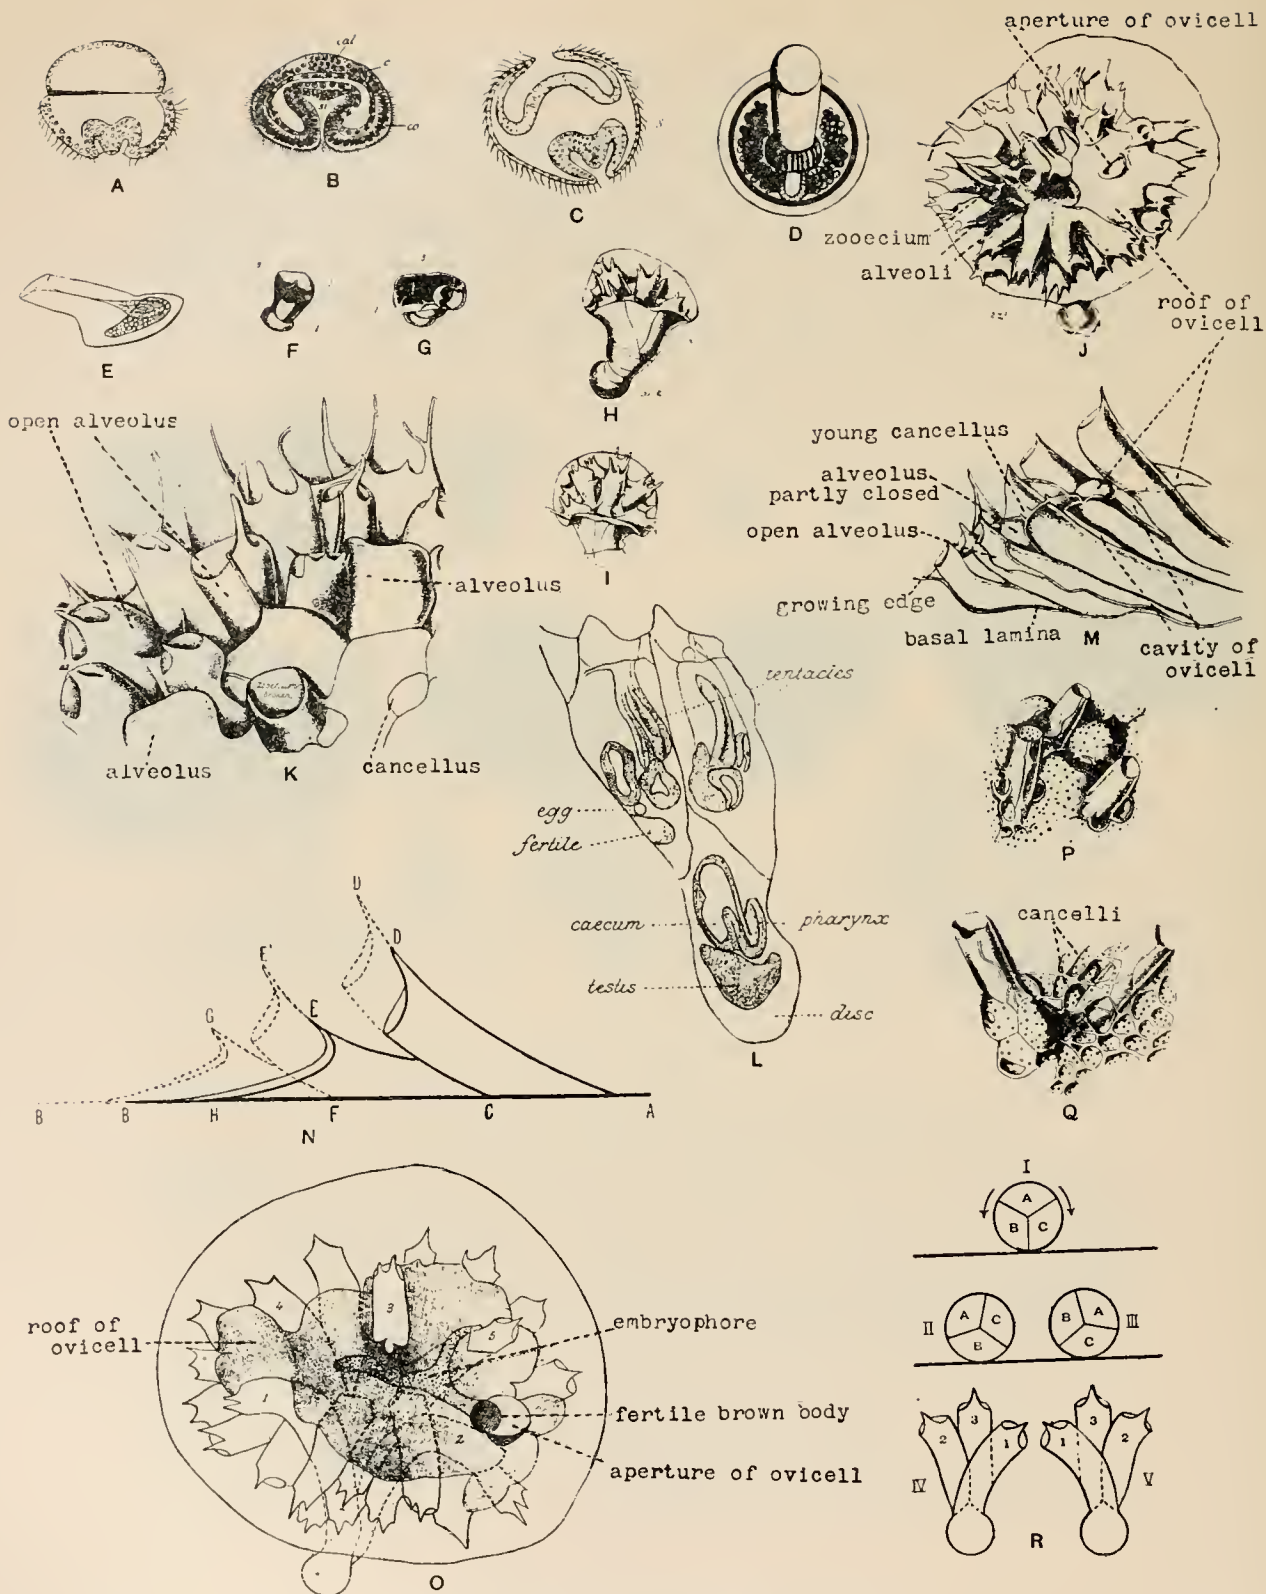 aperture of ovicell
cal
c
st
co
s
A
B
C
D
zooecium
alveoli
roof of
ovicell
J
E
F
G
H
I
open alveolus
alveolus
alveolus
K
cancellus
young cancellus
alveolus
partly closed
open alveolus
growing edge
basal lamina
M
cavity of
ovicell
tentacles
egg
fertile
caecum
pharynx
testis
disc
L
P
cancelli
Q
D
D
E'
E
G
B
B
H
F
C
A
N
roof of
ovicell
4
3
5
1
2
embryophore
fertile brown body
aperture of ovicell
O
I
A
B
C
II
A
C
B
B
A
C
III
2
3
1
1
3
2
IV
V
R